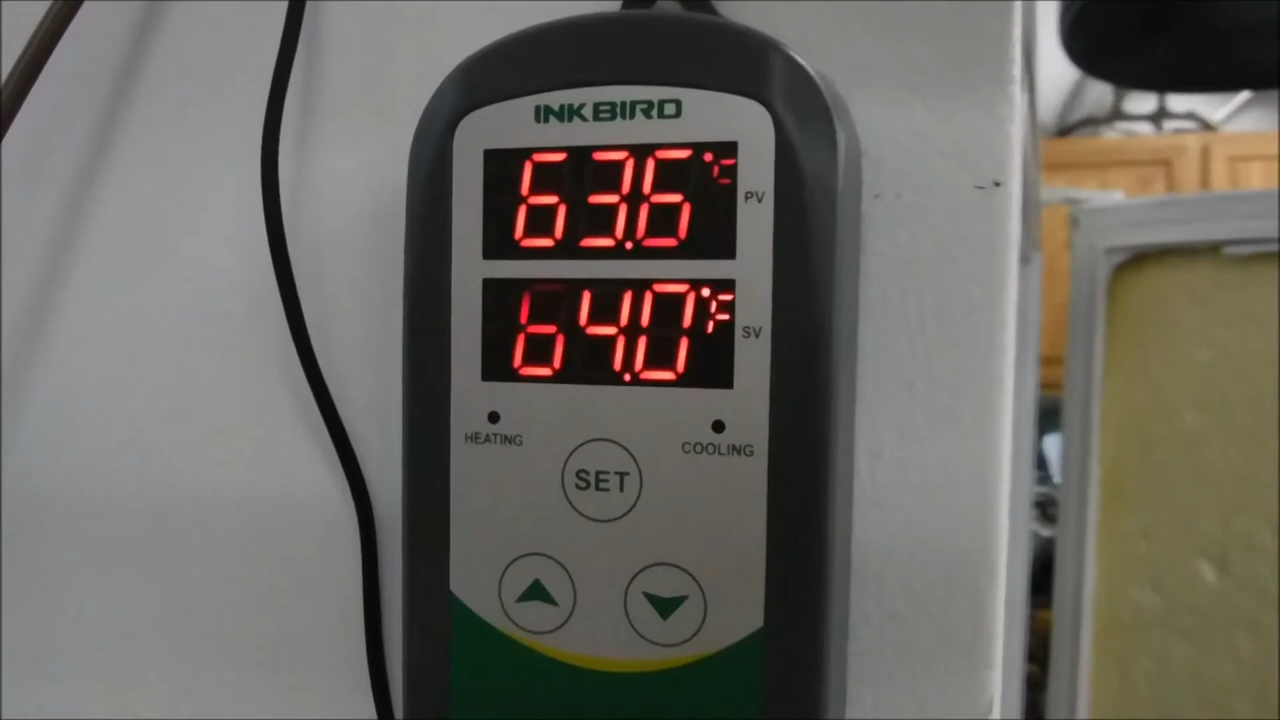 INKBIRD
63.6 °C
PV
64.0 °F
SV
HEATING
COOLING
SET